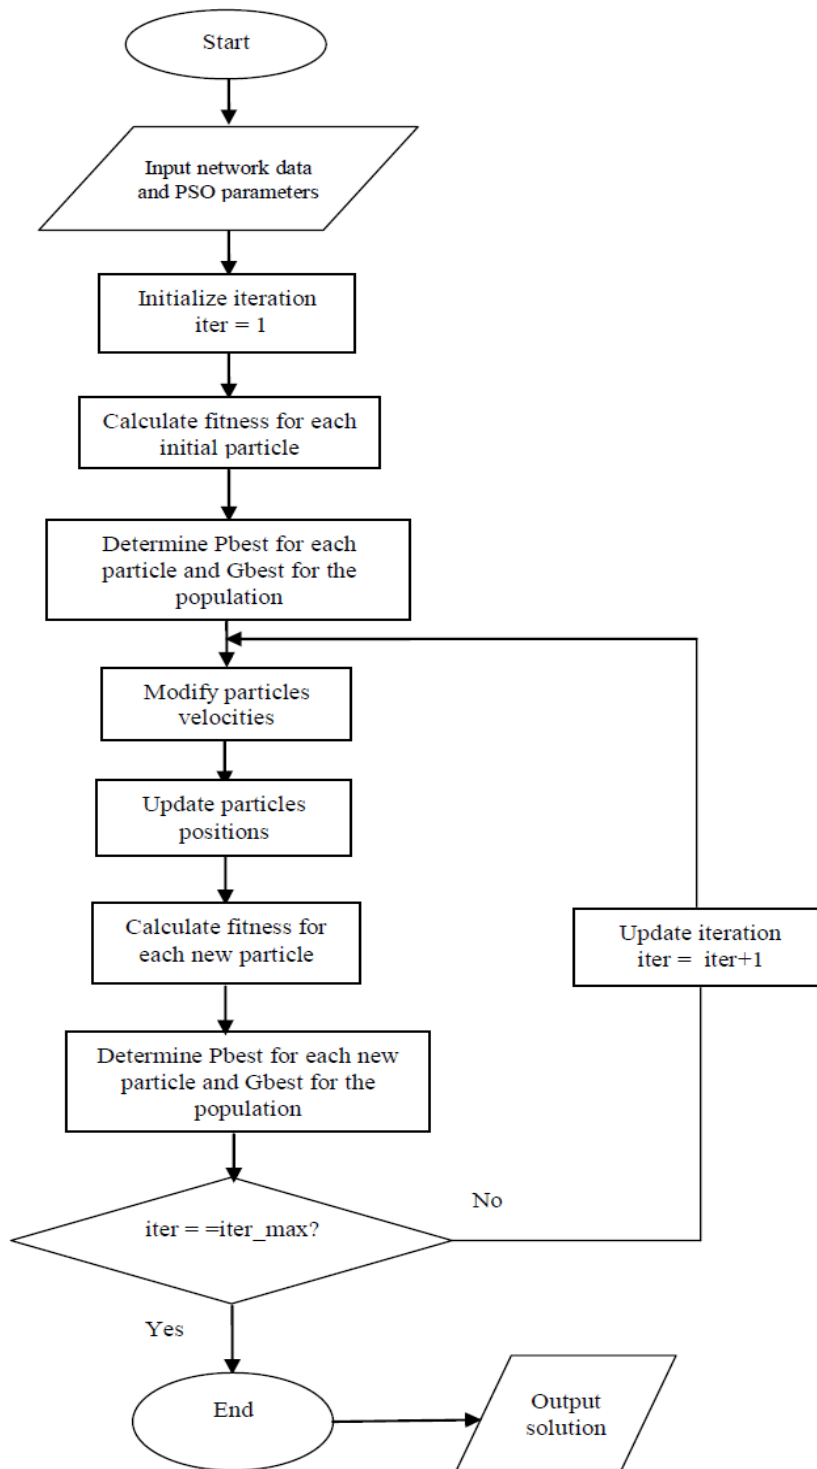 Start
Input network data
and PSO parameters
Initialize iteration
iter = 1
Calculate fitness for each
initial particle
Determine Pbest for each
particle and Gbest for the
population
Modify particles
velocities
Update particles
positions
Calculate fitness for
each new particle
Update iteration
iter = iter+1
Determine Pbest for each new
particle and Gbest for the
population
No
iter = =iter_max?
Yes
End
Output
solution